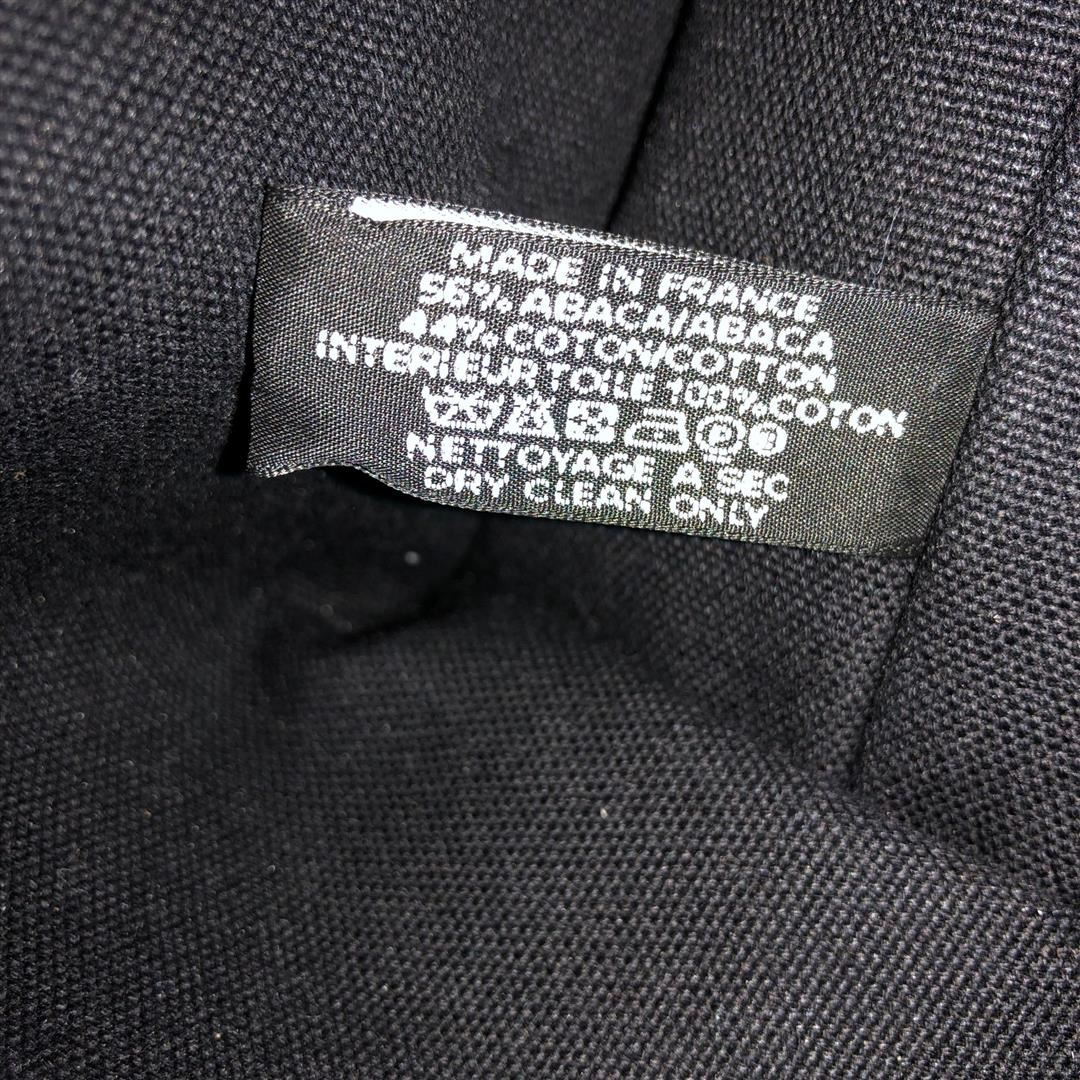 MADE IN FRANCE
56% ABACA/ABACA
44% COTON/COTTON
INTERIEUR TOILE 100% COTON
P
NETTOYAGE A SEC
DRY CLEAN ONLY